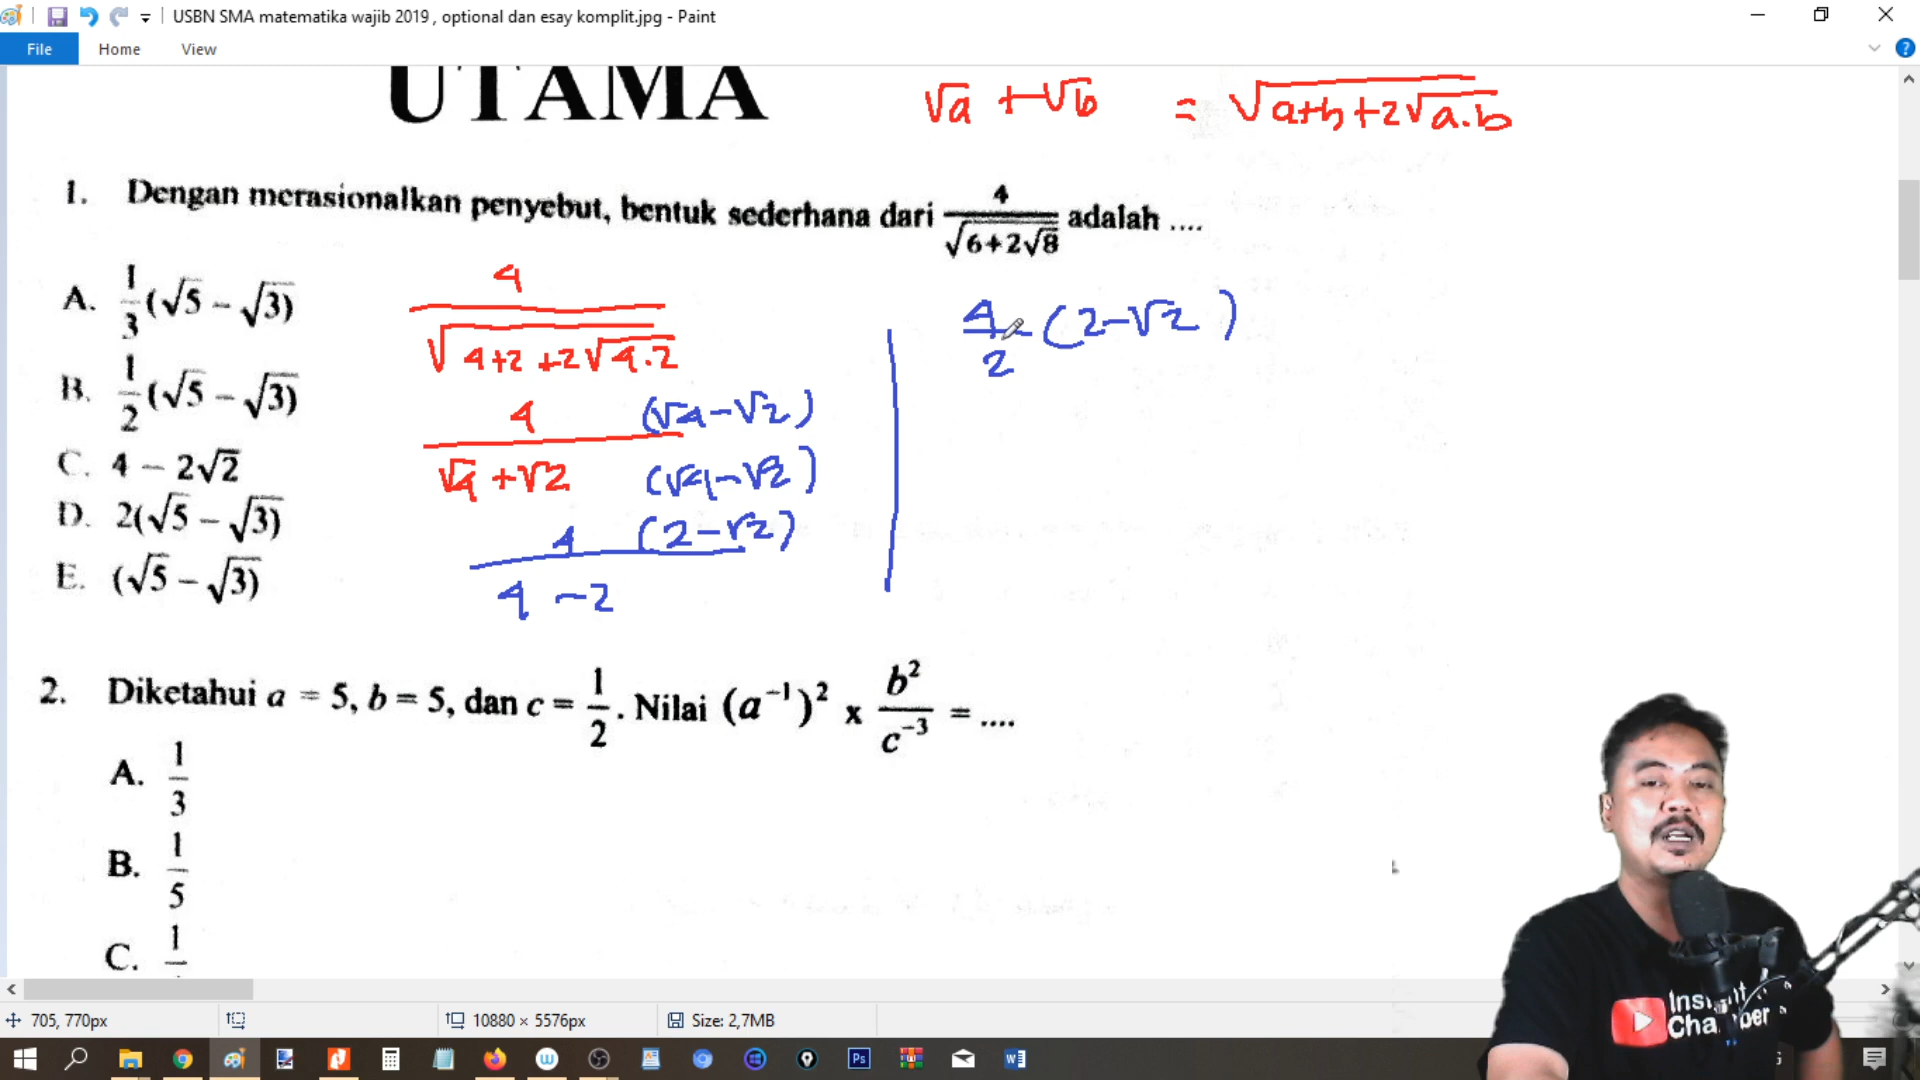 USBN SMA matematika wajib 2019 , optional dan esay komplit.jpg - Paint
File Home View
UTAMA
√a + √b = √(a+b+2√a.b)
1. Dengan merasionalkan penyebut, bentuk sederhana dari 4/√(6+2√8) adalah ....
A. 1/3 (√5 – √3)
B. 1/2 (√5 – √3)
C. 4 – 2√2
D. 2(√5 – √3)
E. (√5 – √3)
4
√(4+2+2√4.2)
4 (√4-√2)
√4+√2 (√4-√2)
4 (2-√2)
4-2
4/2 (2-√2)
2. Diketahui a = 5, b = 5, dan c = 1/2. Nilai (a⁻¹)² x b²/c⁻³ = ....
A. 1/3
B. 1/5
C. 1
705, 770px
10880 × 5576px
Size: 2,7MB
Ps